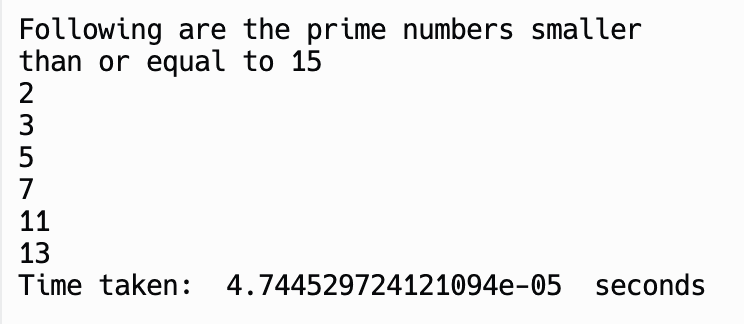 Following are the prime numbers smaller
than or equal to 15
2
3
5
7
11
13
Time taken:  4.744529724121094e-05  seconds